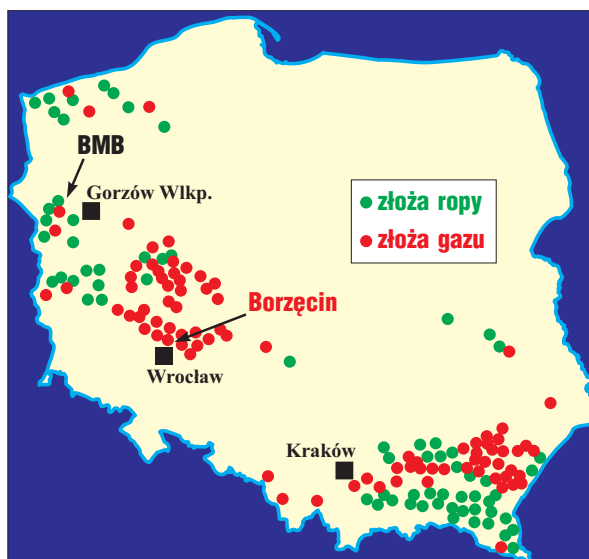 BMB
Gorzów Wlkp.
złoża ropy
złoża gazu
Borzęcin
Wrocław
Kraków